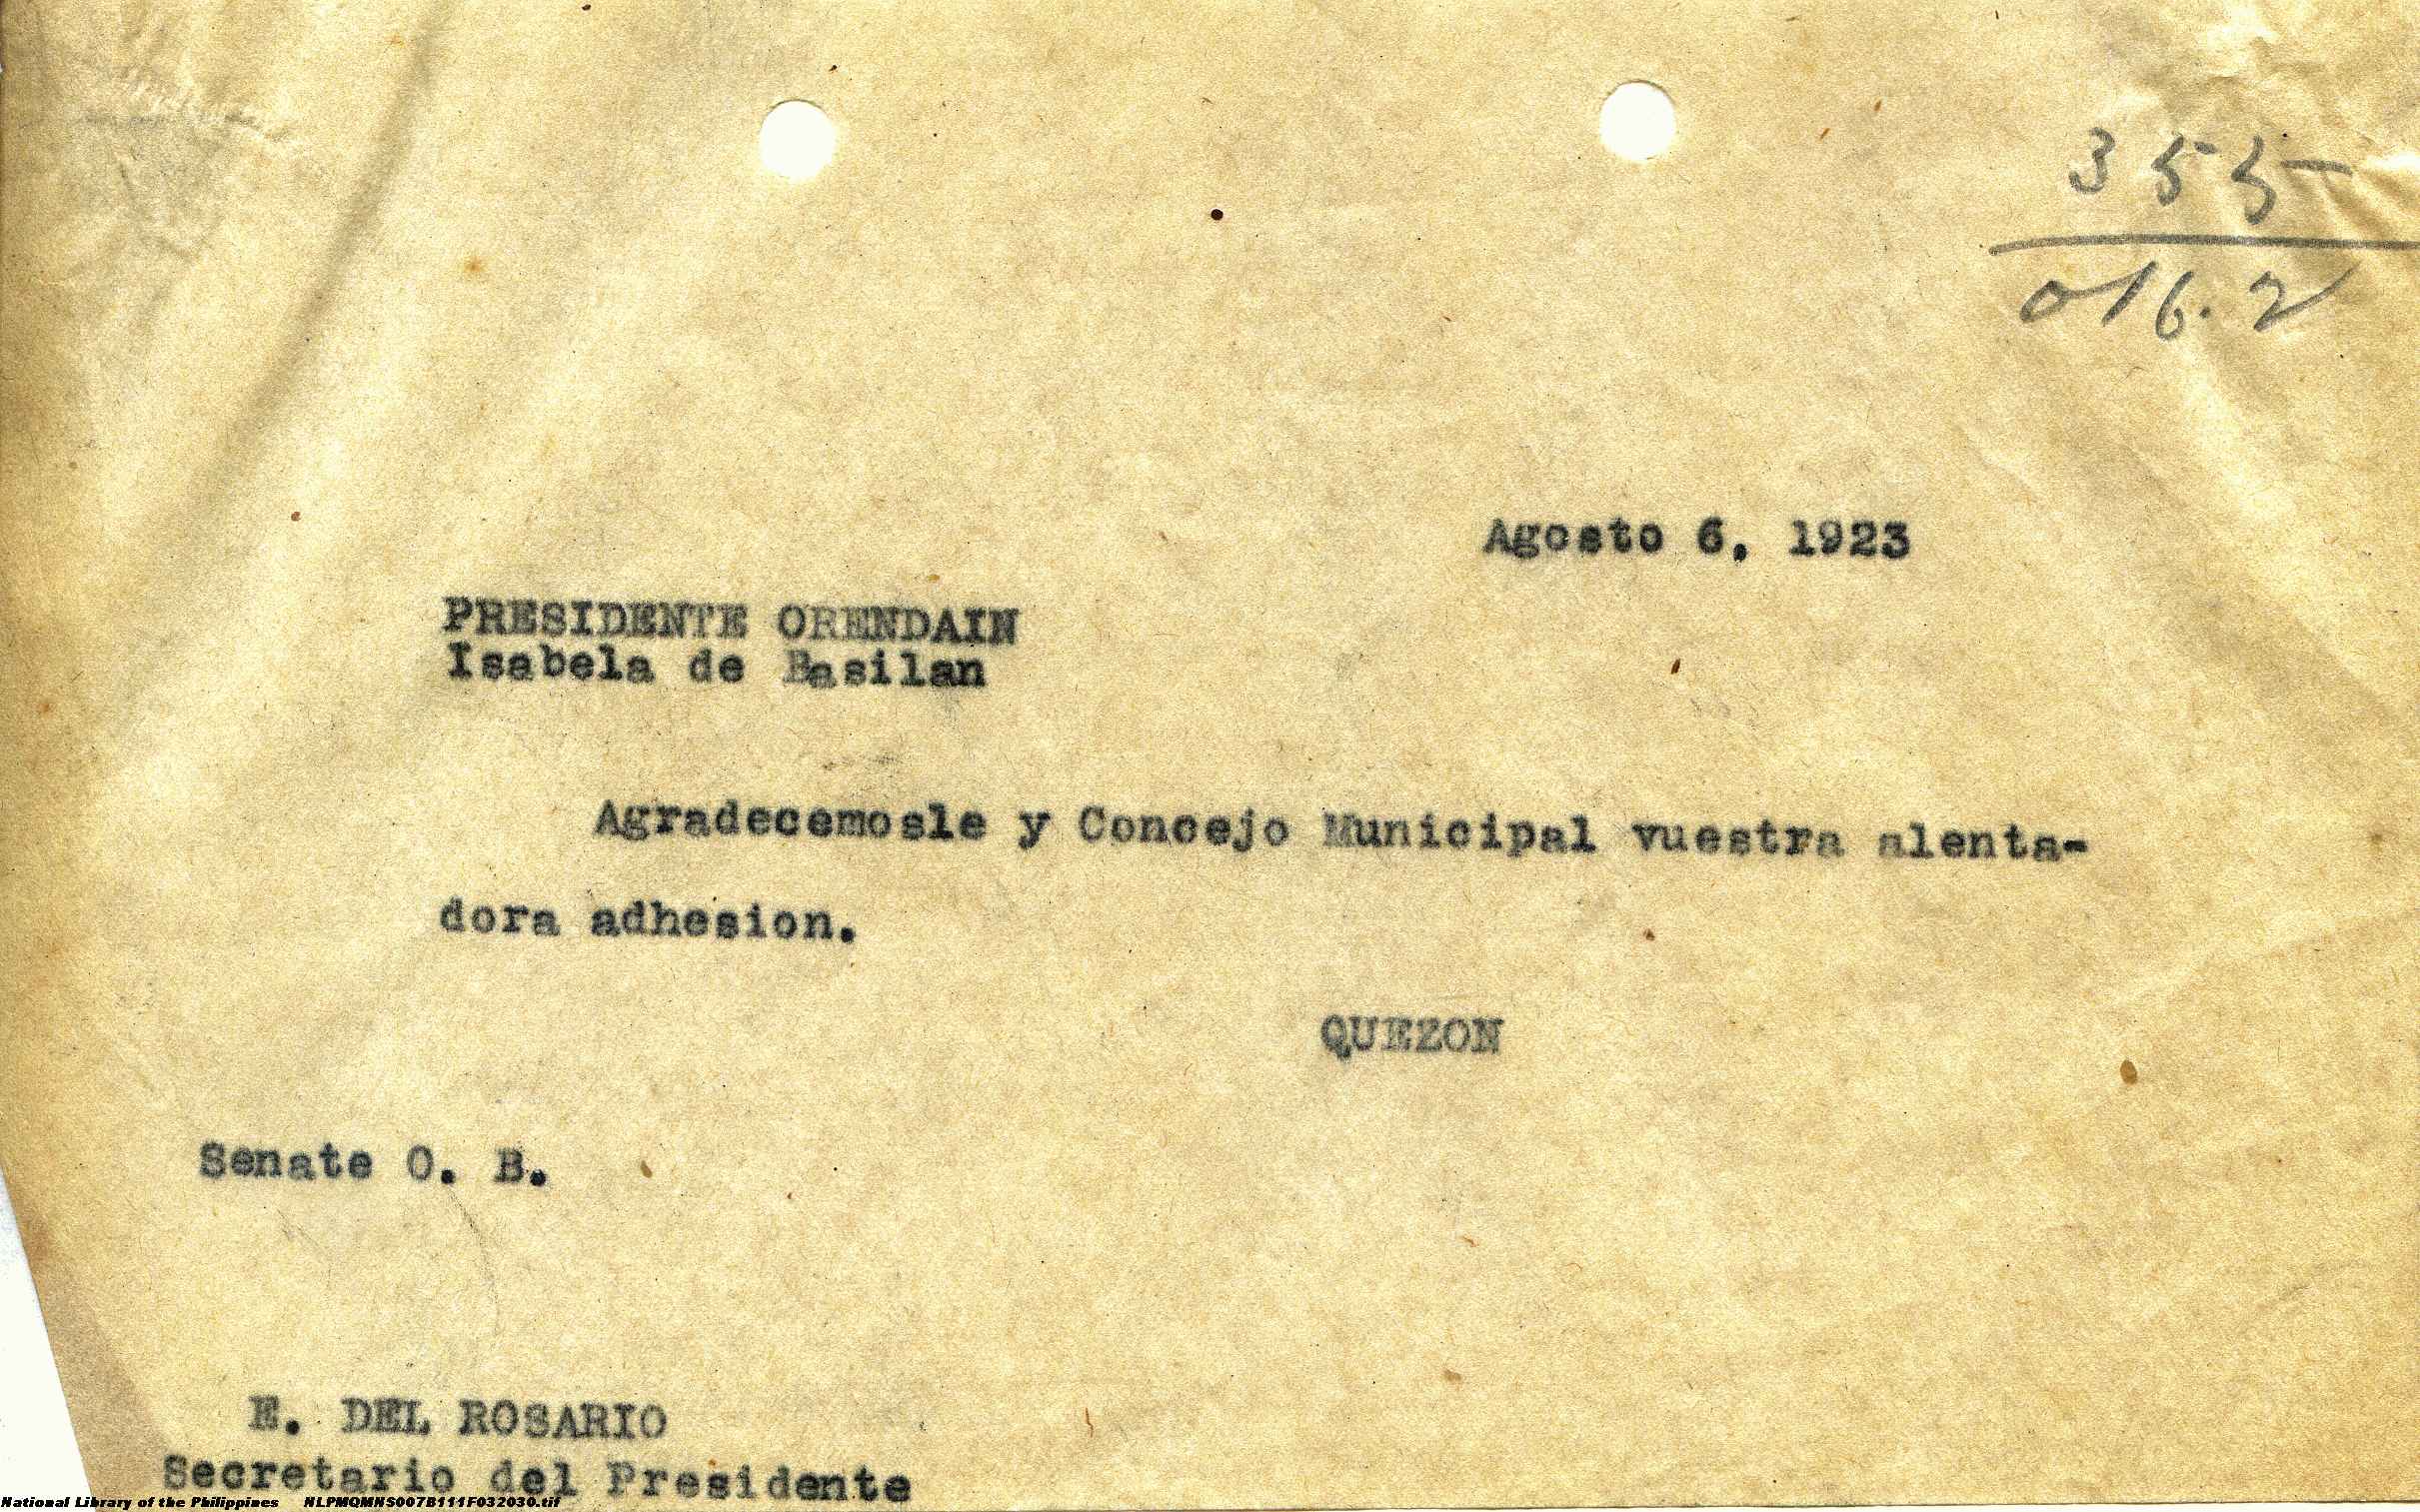 355
016.2
Agosto 6, 1923
PRESIDENTE ORENDAIN
Isabela de Basilan
Agradecemosle y Concejo Municipal vuestra alenta-
dora adhesion.
QUEZON
Senate O. B.
E. DEL ROSARIO
Secretario del Presidente
National Library of the Philippines NLPMQMNS007B111F032030.tif